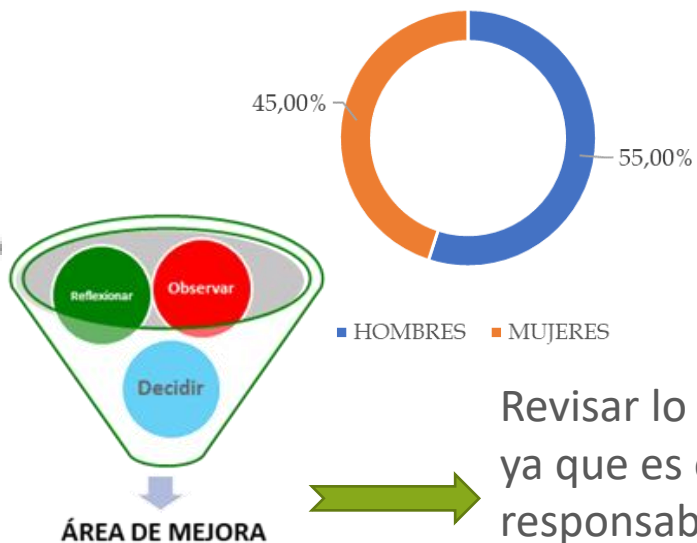 45,00%
55,00%
HOMBRES MUJERES
Reflexionar
Observar
Decidir
ÁREA DE MEJORA
Revisar lo
ya que es
responsab